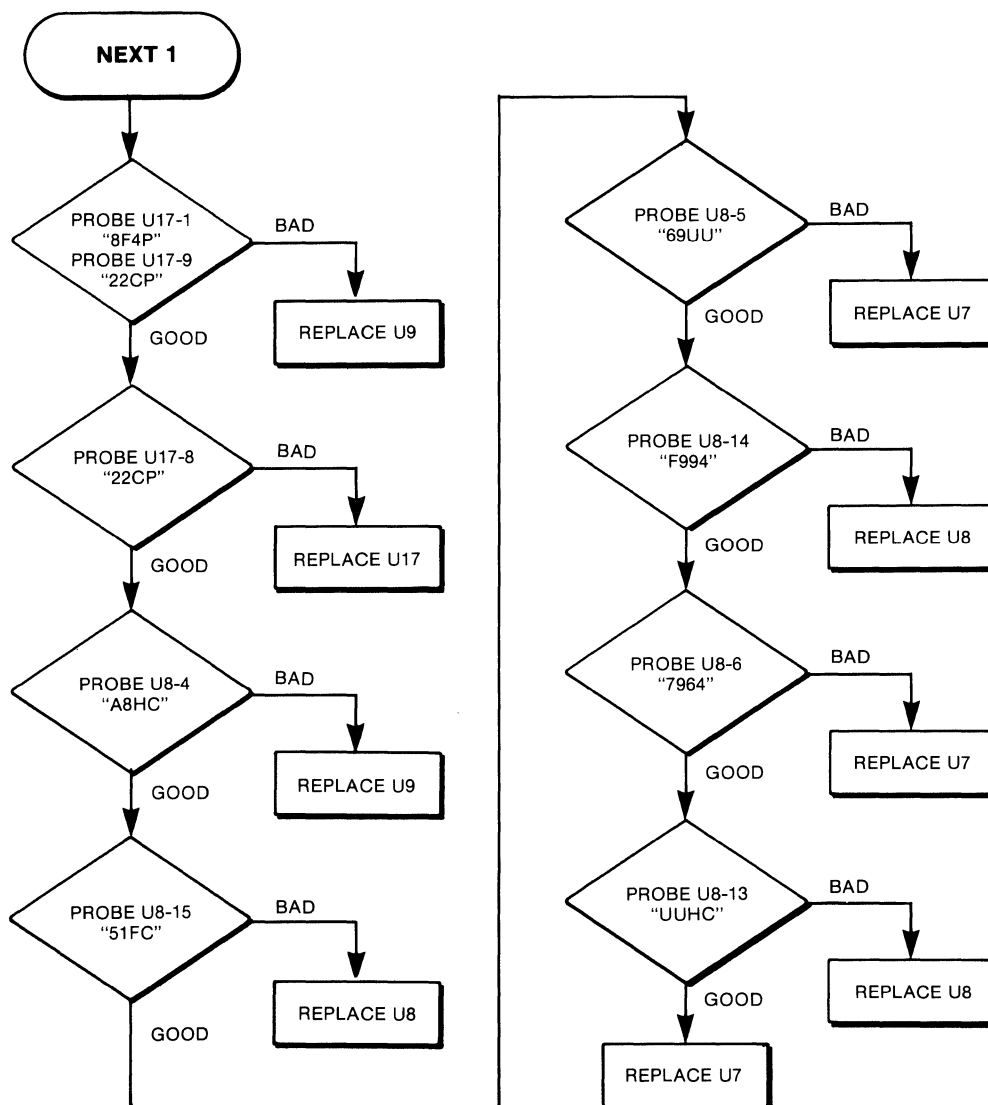 NEXT 1
PROBE U17-1
“8F4P”
PROBE U17-9
“22CP”
BAD
REPLACE U9
GOOD
PROBE U17-8
“22CP”
BAD
REPLACE U17
GOOD
PROBE U8-4
“A8HC”
BAD
REPLACE U9
GOOD
PROBE U8-15
“51FC”
BAD
REPLACE U8
GOOD
PROBE U8-5
“69UU”
BAD
REPLACE U7
GOOD
PROBE U8-14
“F994”
BAD
REPLACE U8
GOOD
PROBE U8-6
“7964”
BAD
REPLACE U7
GOOD
PROBE U8-13
“UUHC”
BAD
REPLACE U8
GOOD
REPLACE U7